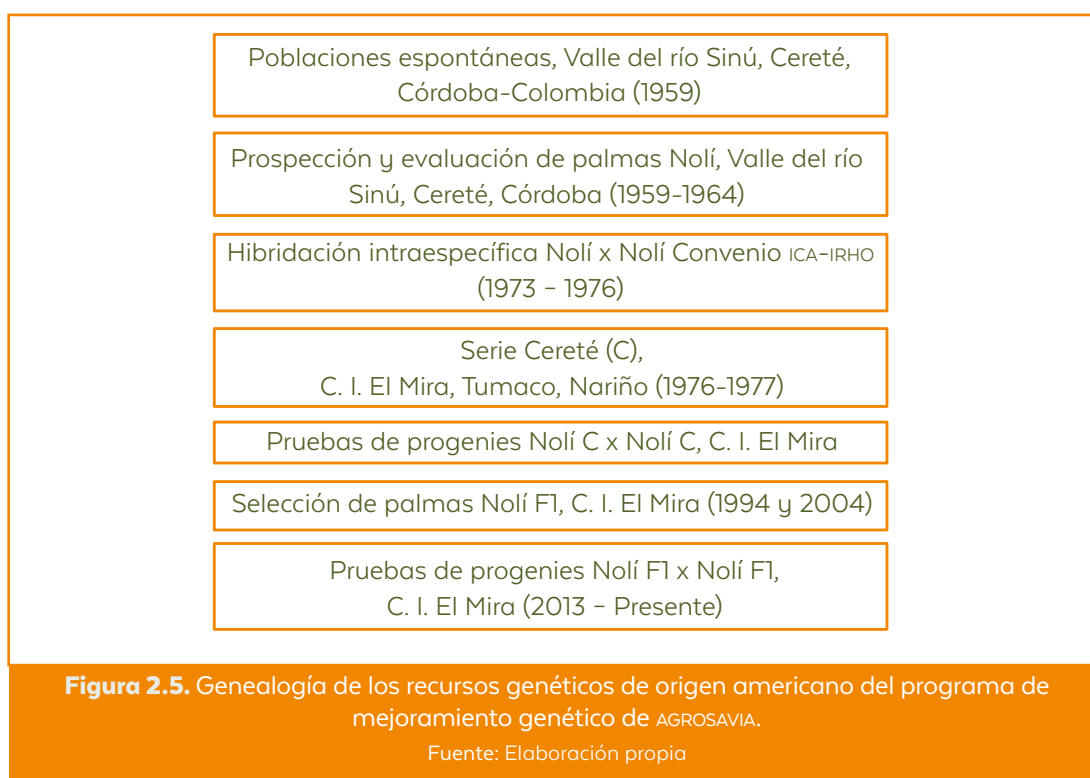 Poblaciones espontáneas, Valle del río Sinú, Cereté,
Córdoba-Colombia (1959)
Prospección y evaluación de palmas Nolí, Valle del río
Sinú, Cereté, Córdoba (1959-1964)
Hibridación intraespecífica Nolí x Nolí Convenio ICA-IRHO
(1973 – 1976)
Serie Cereté (C),
C. I. El Mira, Tumaco, Nariño (1976-1977)
Pruebas de progenies Nolí C x Nolí C, C. I. El Mira
Selección de palmas Nolí F1, C. I. El Mira (1994 y 2004)
Pruebas de progenies Nolí F1 x Nolí F1,
C. I. El Mira (2013 – Presente)
Figura 2.5. Genealogía de los recursos genéticos de origen americano del programa de
mejoramiento genético de AGROSAVIA.
Fuente: Elaboración propia